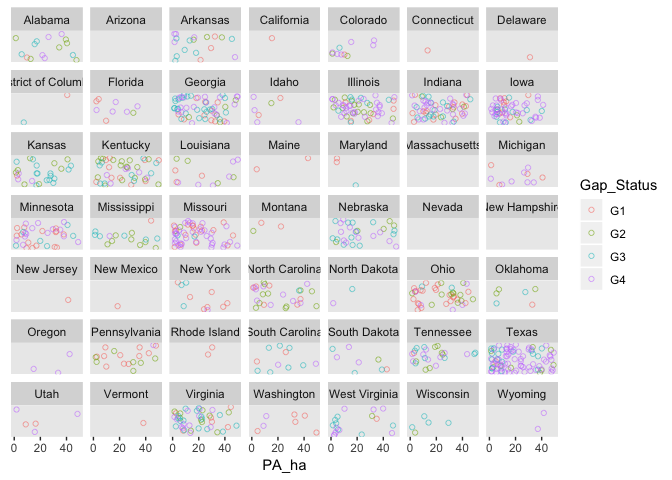 Alabama Arizona Arkansas California Colorado Connecticut Delaware
strict of Colum Florida Georgia Idaho Illinois Indiana Iowa
Kansas Kentucky Louisiana Maine Maryland Massachusetts Michigan
Gap_Status
Minnesota Mississippi Missouri Montana Nebraska Nevada New Hampshire
G1
G2
G3
G4
New Jersey New Mexico New York North Carolina North Dakota Ohio Oklahoma
Oregon Pennsylvania Rhode Island South Carolina South Dakota Tennessee Texas
Utah Vermont Virginia Washington West Virginia Wisconsin Wyoming
0 20 40 0 20 40 0 20 40 0 20 40 0 20 40 0 20 40 0 20 40
PA_ha